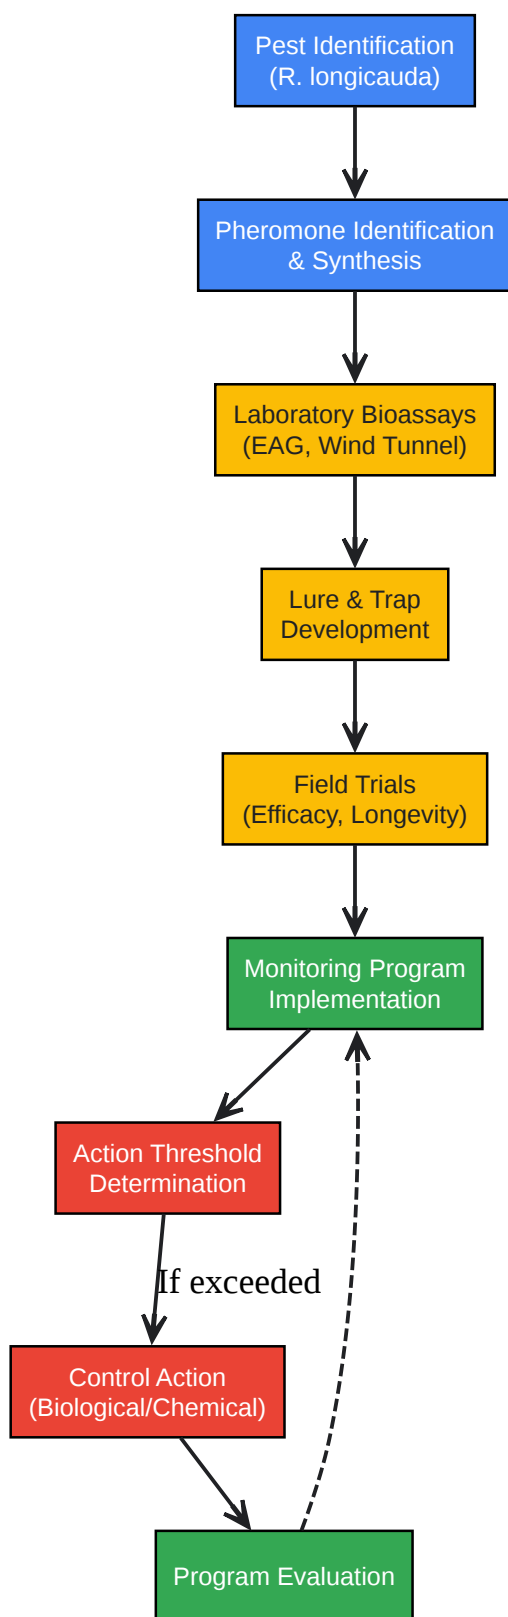 Pest Identification
(R. longicauda)
Pheromone Identification
& Synthesis
Laboratory Bioassays
(EAG, Wind Tunnel)
Lure & Trap
Development
Field Trials
(Efficacy, Longevity)
Monitoring Program
Implementation
Action Threshold
Determination
If exceeded
Control Action
(Biological/Chemical)
Program Evaluation